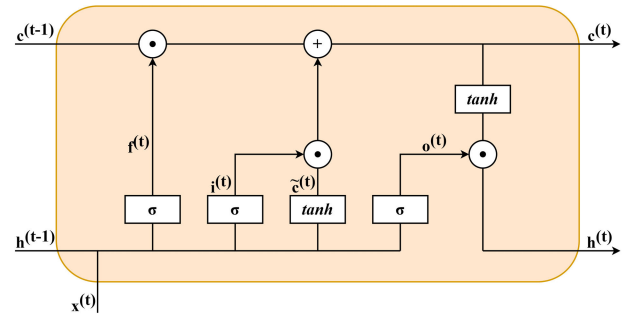 c(t-1) c(t)
+
tanh
f(t) o(t)
i(t) c̃(t)
σ σ tanh σ
h(t-1) h(t)
x(t)